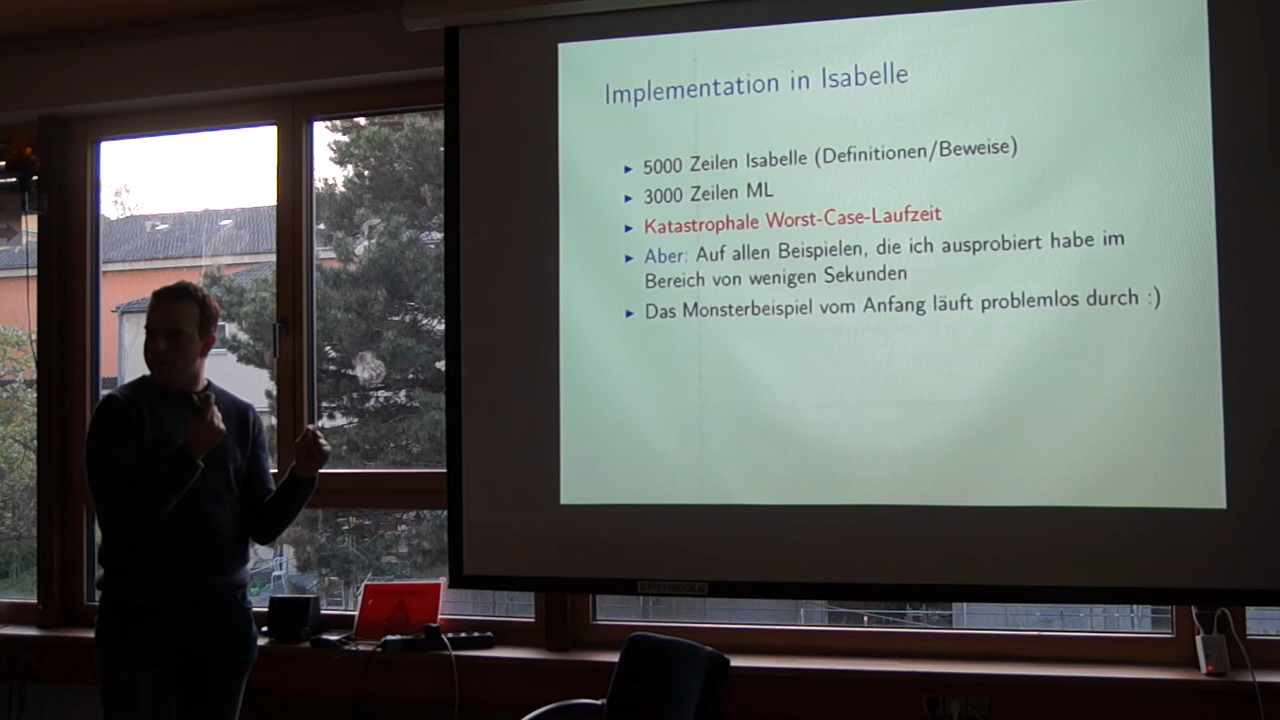 Implementation in Isabelle
▸ 5000 Zeilen Isabelle (Definitionen/Beweise)
▸ 3000 Zeilen ML
▸ Katastrophale Worst-Case-Laufzeit
▸ Aber: Auf allen Beispielen, die ich ausprobiert habe im
Bereich von wenigen Sekunden
▸ Das Monsterbeispiel vom Anfang läuft problemlos durch :)